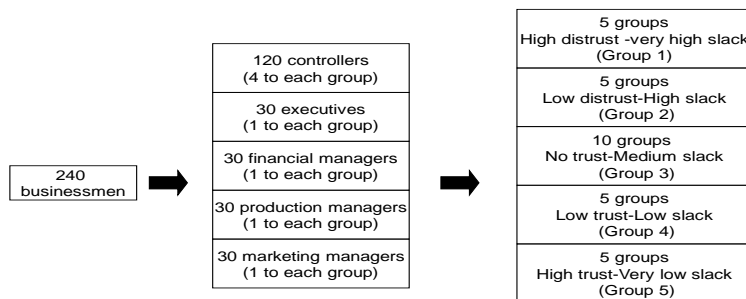 240
businessmen
120 controllers
(4 to each group)
30 executives
(1 to each group)
30 financial managers
(1 to each group)
30 production managers
(1 to each group)
30 marketing managers
(1 to each group)
5 groups
High distrust -very high slack
(Group 1)
5 groups
Low distrust-High slack
(Group 2)
10 groups
No trust-Medium slack
(Group 3)
5 groups
Low trust-Low slack
(Group 4)
5 groups
High trust-Very low slack
(Group 5)